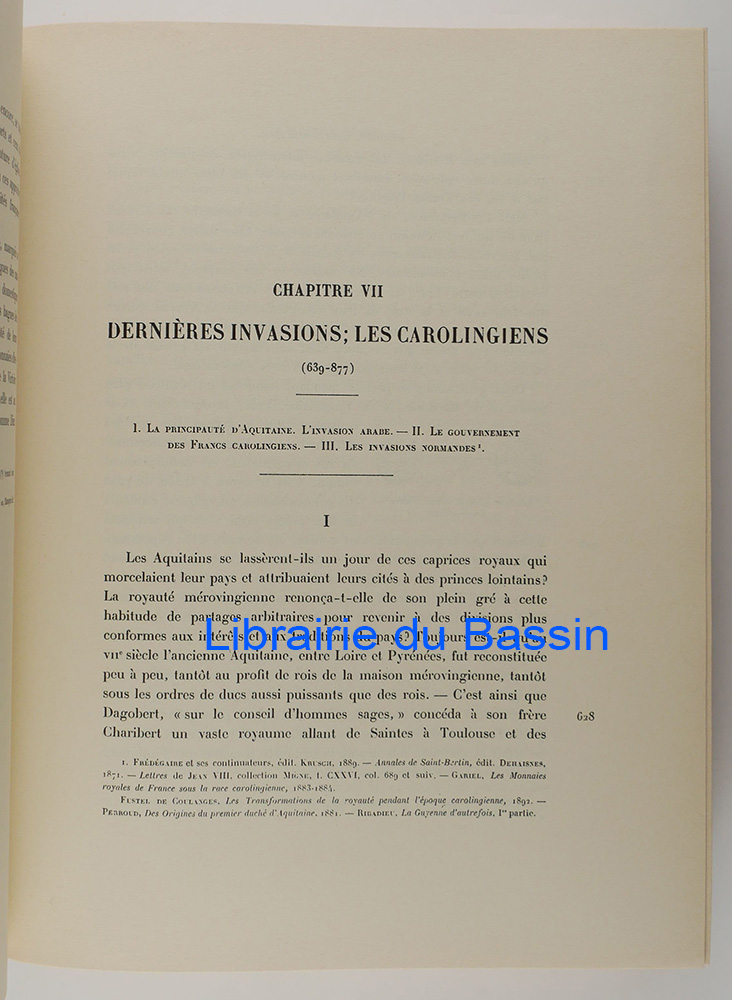 CHAPITRE VII
DERNIÈRES INVASIONS; LES CAROLINGIENS
(639-877)
I. La principauté d'Aquitaine. L'invasion arabe. — II. Le gouvernement
des Francs carolingiens. — III. Les invasions normandes¹.
I
Les Aquitains se lassèrent-ils un jour de ces caprices royaux qui
morcelaient leur pays et attribuaient leurs cités à des princes lointains?
La royauté mérovingienne renonça-t-elle de son plein gré à cette
habitude de partages arbitraires pour revenir à des divisions plus
Librairie du Bassin
conformes aux intérêts et aux traditions du pays? Toujours est-il qu'au
VIIe siècle l'ancienne Aquitaine, entre Loire et Pyrénées, fut reconstituée
peu à peu, tantôt au profit de rois de la maison mérovingienne, tantôt
sous les ordres de ducs aussi puissants que des rois. — C'est ainsi que
Dagobert, « sur le conseil d'hommes sages, » concéda à son frère
628
Charibert un vaste royaume allant de Saintes à Toulouse et des
1. Frédégaire et ses continuateurs, édit. Krusch, 1889. — Annales de Saint-Bertin, édit. Dehaisnes,
1871. — Lettres de Jean VIII, collection Migne, t. CXXVI, col. 689 et suiv. — Gariel, Les Monnaies
royales de France sous la race carolingienne, 1883-1884.
Fustel de Coulanges, Les Transformations de la royauté pendant l'époque carolingienne, 1892. —
Perroud, Des Origines du premier duché d'Aquitaine, 1881. — Ribadieu, La Guyenne d'autrefois, 1re partie.